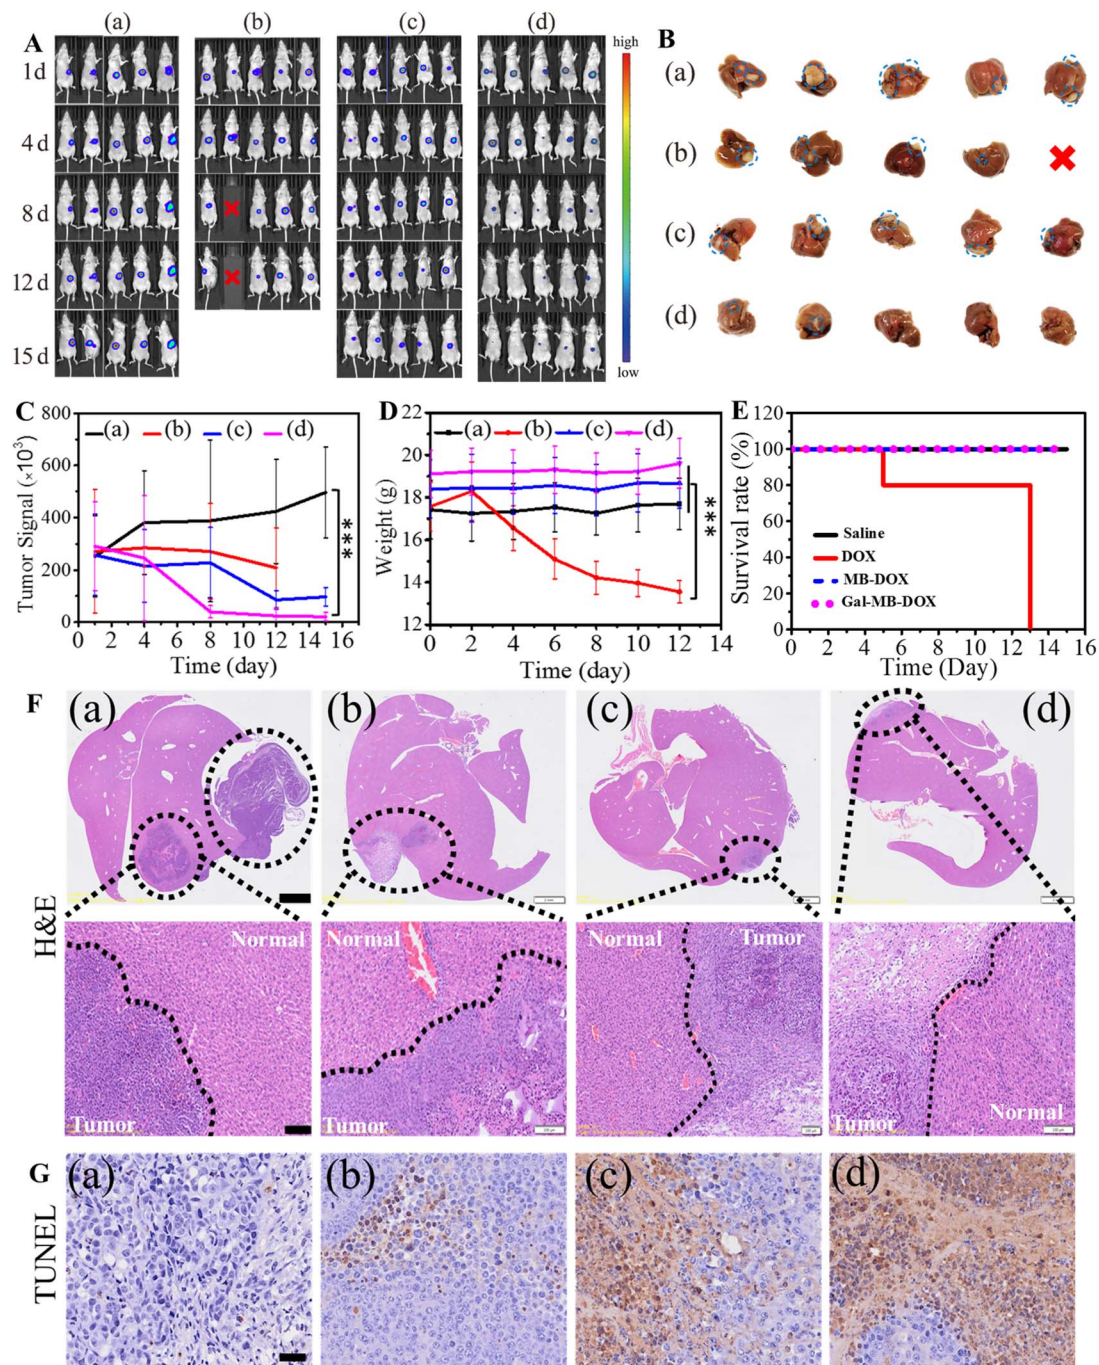 (a) (b) (c) (d)
A
high
B
1d
(a)
4d
(b)
8 d
(c)
12 d
(d)
15 d
low
C
800
(a) (b) (c) (d)
600
400
200
0
0 2 4 6 8 10 12 14 16
Tumor Signal (×10³)
Time (day)
***
D
22
(a) (b) (c) (d)
20
18
16
14
12
0 2 4 6 8 10 12 14
Weight (g)
Time (day)
***
E
120
100
80
60
40
20
0
0 2 4 6 8 10 12 14 16
Survival rate (%)
Time (Day)
Saline
DOX
MB-DOX
Gal-MB-DOX
F
(a) (b) (c) (d)
H&E
Normal
Tumor
Normal
Tumor
Normal
Tumor
Tumor
Normal
G
(a) (b) (c) (d)
TUNEL